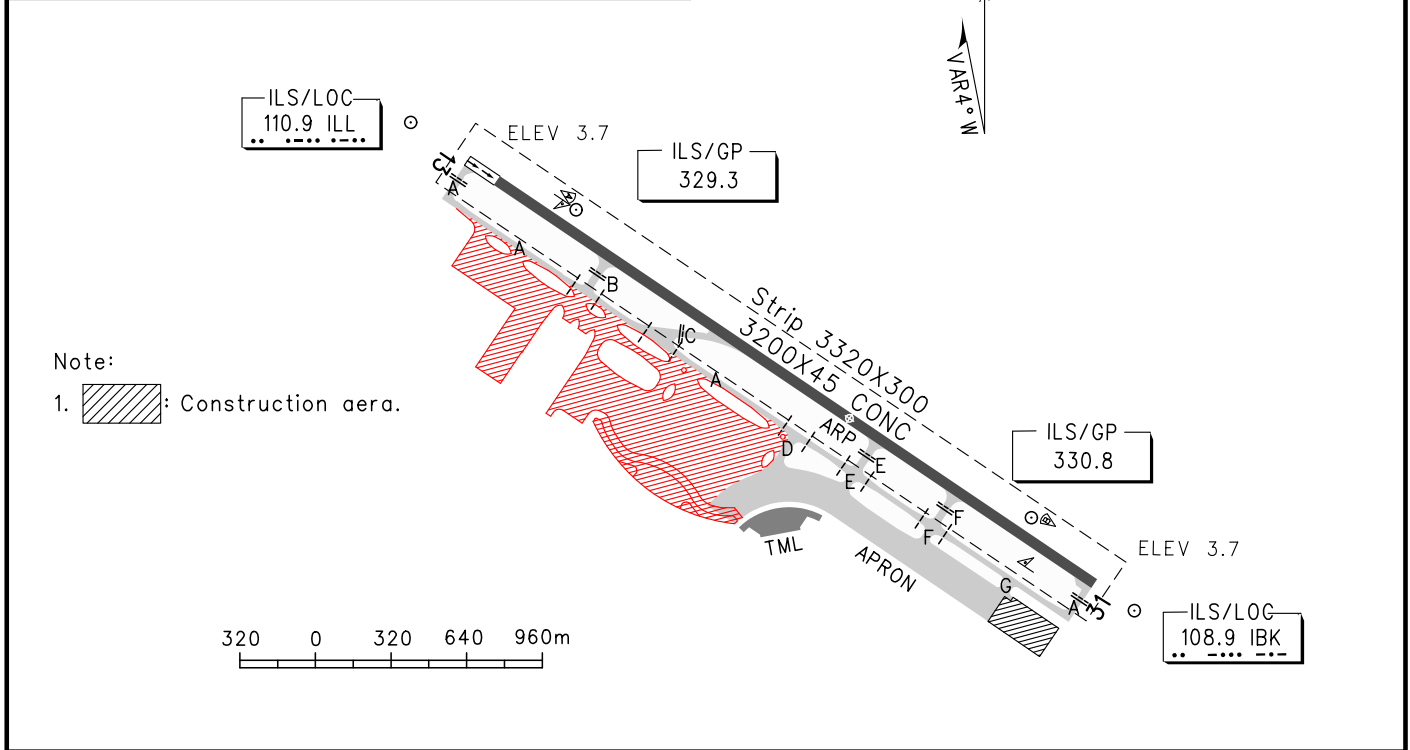 VAR4°W
ILS/LOC
110.9 ILL
ELEV 3.7
ILS/GP
329.3
13
A
A
B
C
A
Strip 3320X300
3200X45 CONC
ARP
D
E
E
F
F
G
A
31
Note:
1. : Construction aera.
ILS/GP
330.8
ELEV 3.7
TML
APRON
ILS/LOC
108.9 IBK
320 0 320 640 960m